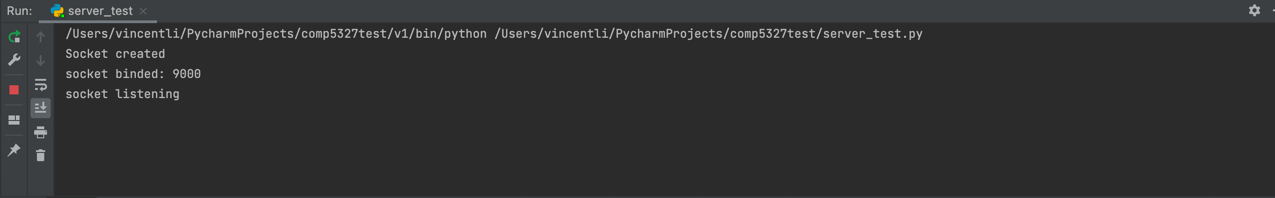 Run: server_test
/Users/vincentli/PycharmProjects/comp5327test/v1/bin/python /Users/vincentli/PycharmProjects/comp5327test/server_test.py
Socket created
socket binded: 9000
socket listening